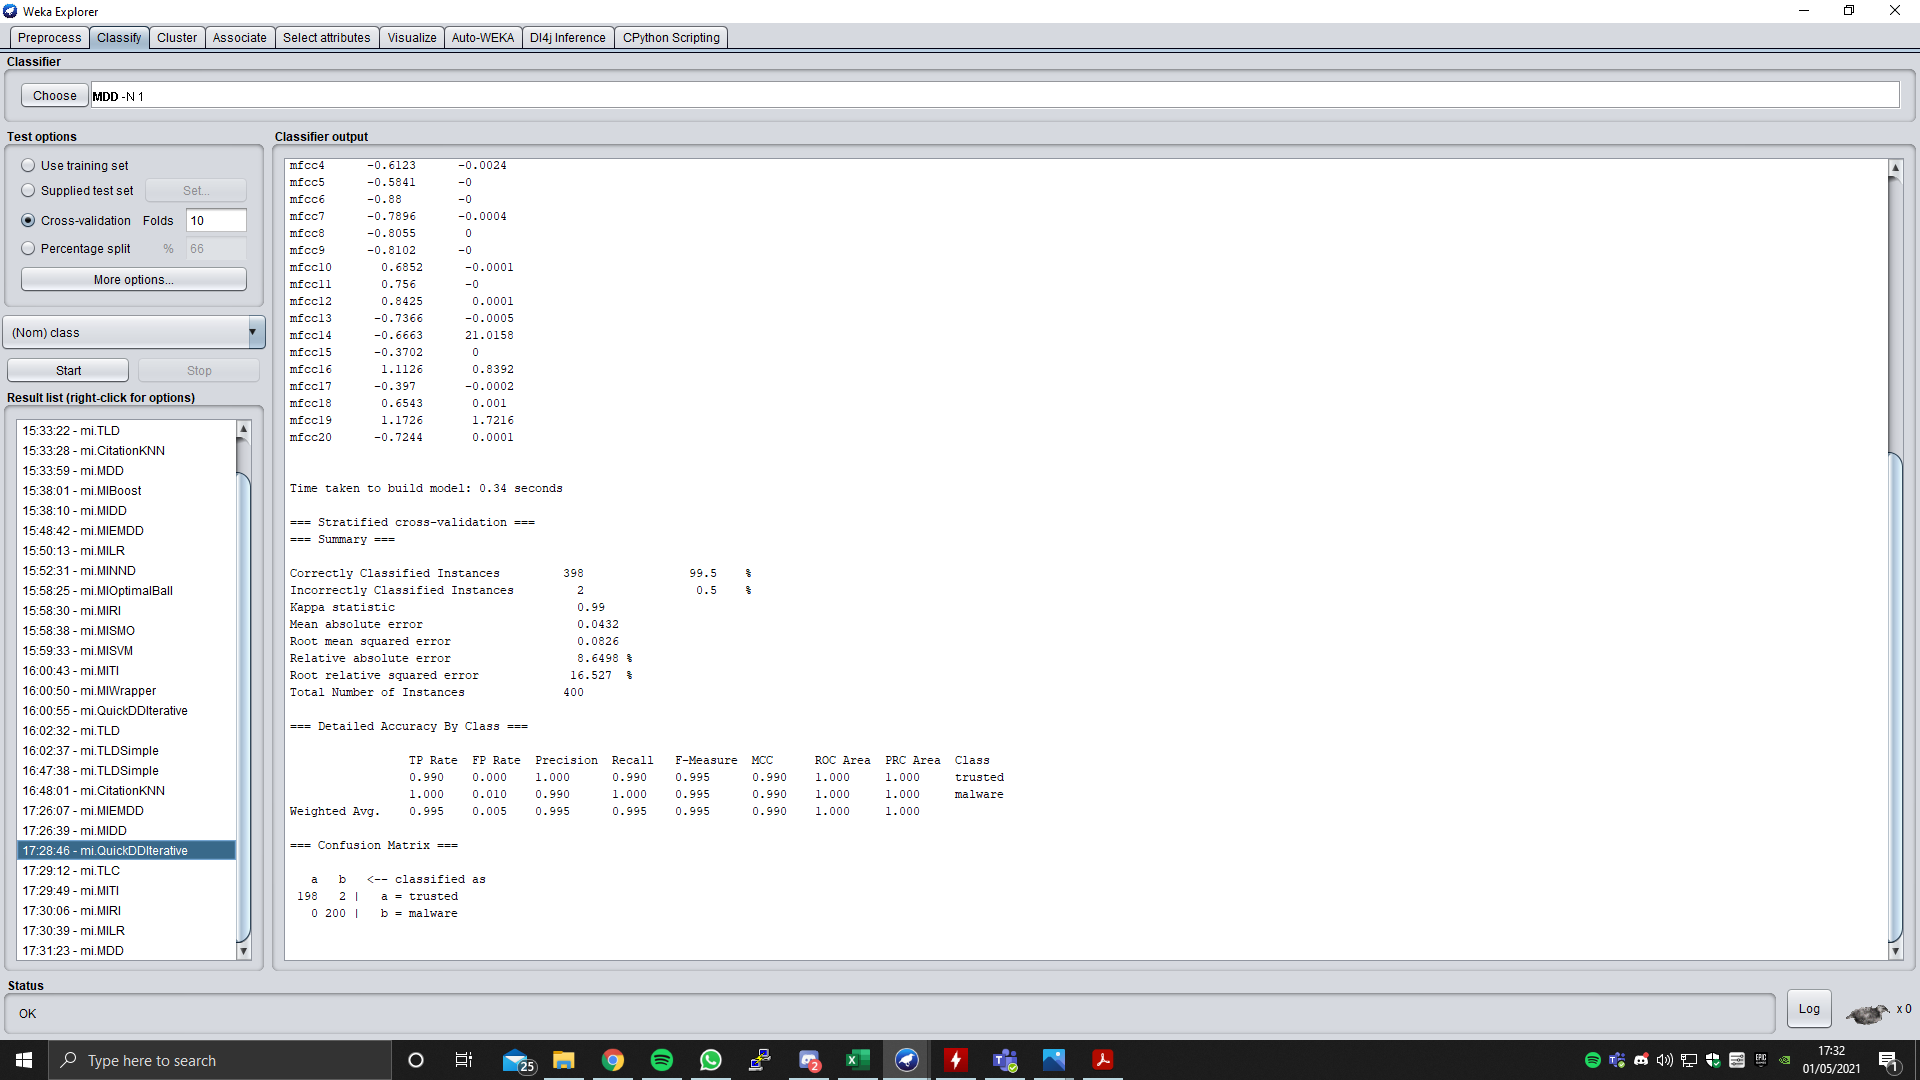 Weka Explorer
Preprocess Classify Cluster Associate Select attributes Visualize Auto-WEKA Dl4j Inference CPython Scripting
Classifier
Choose MDD -N 1
Test options
Use training set
Supplied test set Set...
Cross-validation Folds 10
Percentage split % 66
More options...
(Nom) class
Start Stop
Result list (right-click for options)
15:33:22 - mi.TLD
15:33:28 - mi.CitationKNN
15:33:59 - mi.MDD
15:38:01 - mi.MIBoost
15:38:10 - mi.MIDD
15:48:42 - mi.MIEMDD
15:50:13 - mi.MILR
15:52:31 - mi.MINND
15:58:25 - mi.MIOptimalBall
15:58:30 - mi.MIRI
15:58:38 - mi.MISMO
15:59:33 - mi.MISVM
16:00:43 - mi.MITI
16:00:50 - mi.MIWrapper
16:00:55 - mi.QuickDDIterative
16:02:32 - mi.TLD
16:02:37 - mi.TLDSimple
16:47:38 - mi.TLDSimple
16:48:01 - mi.CitationKNN
17:26:07 - mi.MIEMDD
17:26:39 - mi.MIDD
17:28:46 - mi.QuickDDIterative
17:29:12 - mi.TLC
17:29:49 - mi.MITI
17:30:06 - mi.MIRI
17:30:39 - mi.MILR
17:31:23 - mi.MDD
Classifier output
mfcc4 -0.6123 -0.0024
mfcc5 -0.5841 -0
mfcc6 -0.88 -0
mfcc7 -0.7896 -0.0004
mfcc8 -0.8055 0
mfcc9 -0.8102 -0
mfcc10 0.6852 -0.0001
mfcc11 0.756 -0
mfcc12 0.8425 0.0001
mfcc13 -0.7366 -0.0005
mfcc14 -0.6663 21.0158
mfcc15 -0.3702 0
mfcc16 1.1126 0.8392
mfcc17 -0.397 -0.0002
mfcc18 0.6543 0.001
mfcc19 1.1726 1.7216
mfcc20 -0.7244 0.0001
Time taken to build model: 0.34 seconds
=== Stratified cross-validation ===
=== Summary ===
Correctly Classified Instances 398 99.5 %
Incorrectly Classified Instances 2 0.5 %
Kappa statistic 0.99
Mean absolute error 0.0432
Root mean squared error 0.0826
Relative absolute error 8.6498 %
Root relative squared error 16.527 %
Total Number of Instances 400
=== Detailed Accuracy By Class ===
TP Rate FP Rate Precision Recall F-Measure MCC ROC Area PRC Area Class
0.990 0.000 1.000 0.990 0.995 0.990 1.000 1.000 trusted
1.000 0.010 0.990 1.000 0.995 0.990 1.000 1.000 malware
Weighted Avg. 0.995 0.005 0.995 0.995 0.995 0.990 1.000 1.000
=== Confusion Matrix ===
a b <-- classified as
198 2 | a = trusted
0 200 | b = malware
Status
OK
Log x 0
Type here to search
25
2
17:32
01/05/2021
1